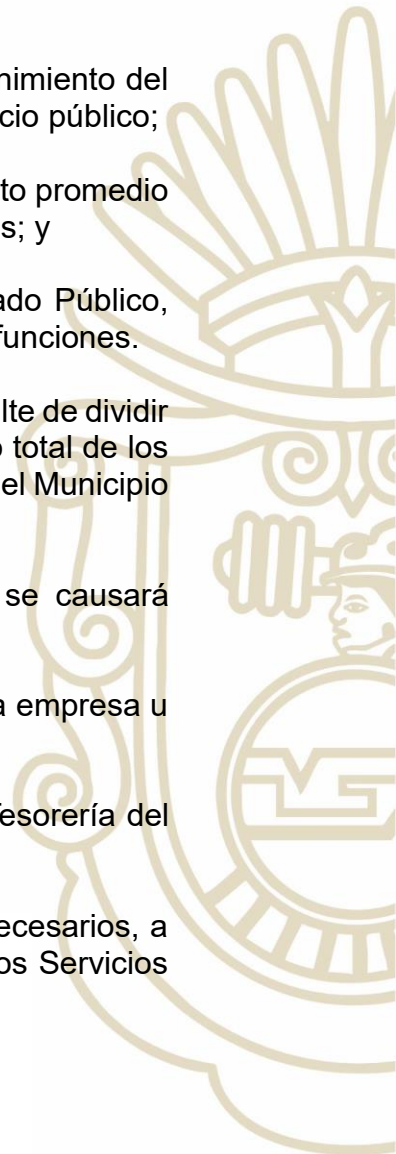 nimiento del
cio público;
to promedio
s; y
ado Público,
funciones.
lte de dividir
o total de los
el Municipio
se causará
a empresa u
esorería del
ecesarios, a
os Servicios